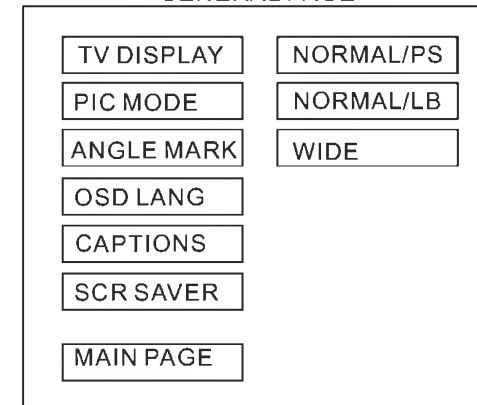 TV DISPLAY
PIC MODE
ANGLE MARK
OSD LANG
CAPTIONS
SCR SAVER
MAIN PAGE
NORMAL/PS
NORMAL/LB
WIDE